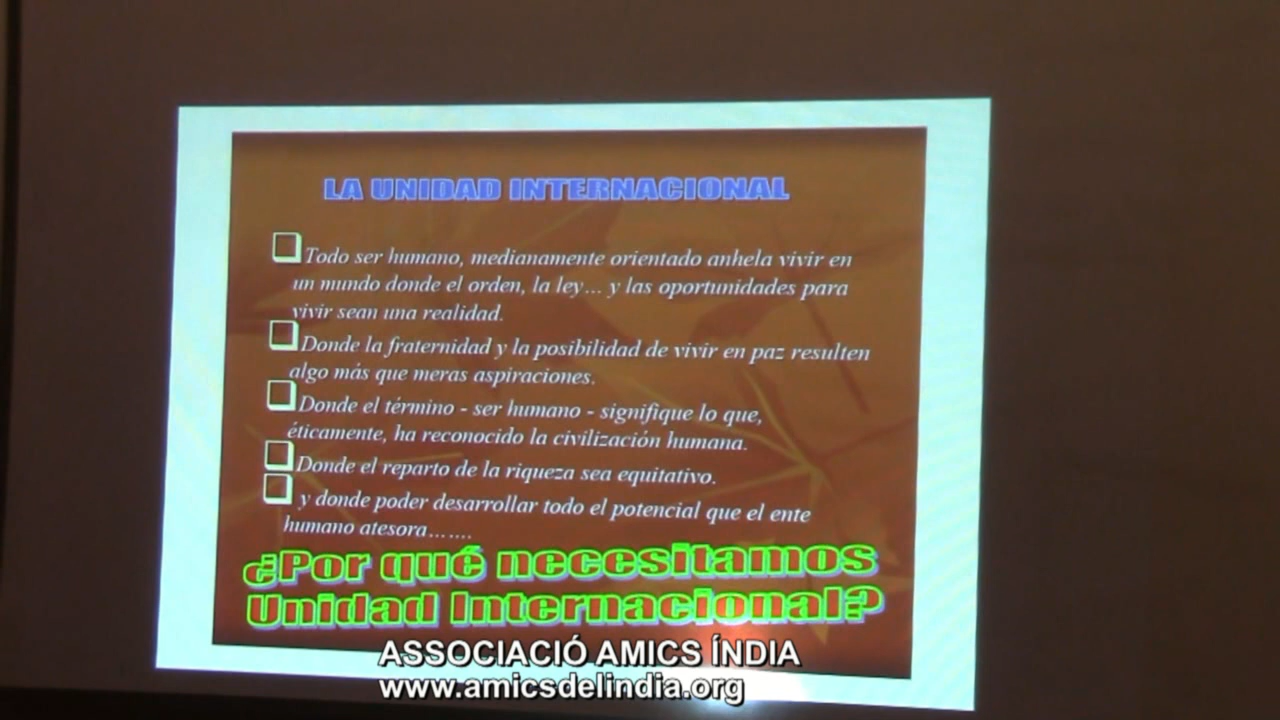 LA UNIDAD INTERNACIONAL
Todo ser humano, medianamente orientado anhela vivir en
un mundo donde el orden, la ley... y las oportunidades para
vivir sean una realidad.
Donde la fraternidad y la posibilidad de vivir en paz resulten
algo más que meras aspiraciones.
Donde el término - ser humano - signifique lo que,
éticamente, ha reconocido la civilización humana.
Donde el reparto de la riqueza sea equitativo.
y donde poder desarrollar todo el potencial que el ente
humano atesora…….
¿Por qué necesitamos
Unidad Internacional?
ASSOCIACIÓ AMICS ÍNDIA
www.amicsdelindia.org